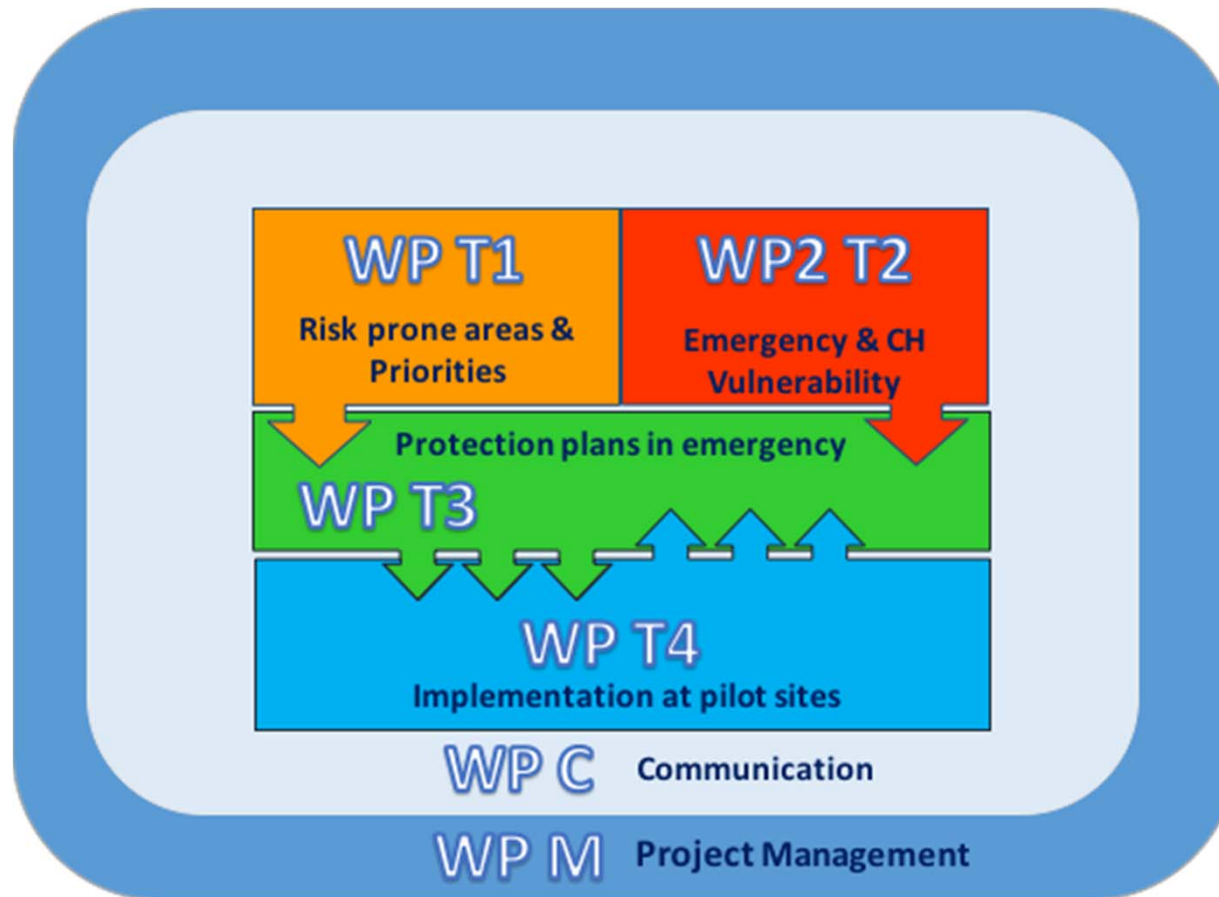 WP T1
Risk prone areas &
Priorities
WP2 T2
Emergency & CH
Vulnerability
Protection plans in emergency
WP T3
WP T4
Implementation at pilot sites
WP C Communication
WP M Project Management